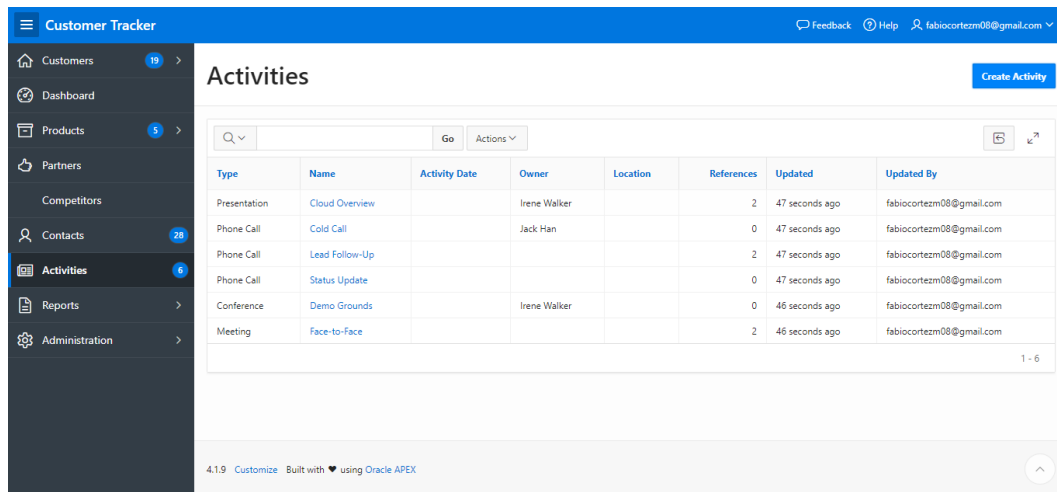 Customer Tracker
Feedback Help fabiocortezm08@gmail.com
Customers 19
Dashboard
Products 5
Partners
Competitors
Contacts 28
Activities 6
Reports
Administration
Activities
Create Activity
Go Actions
Type Name Activity Date Owner Location References Updated Updated By
Presentation Cloud Overview Irene Walker 2 47 seconds ago fabiocortezm08@gmail.com
Phone Call Cold Call Jack Han 0 47 seconds ago fabiocortezm08@gmail.com
Phone Call Lead Follow-Up 2 47 seconds ago fabiocortezm08@gmail.com
Phone Call Status Update 0 47 seconds ago fabiocortezm08@gmail.com
Conference Demo Grounds Irene Walker 0 46 seconds ago fabiocortezm08@gmail.com
Meeting Face-to-Face 2 46 seconds ago fabiocortezm08@gmail.com
1 - 6
4.1.9 Customize Built with ♥ using Oracle APEX